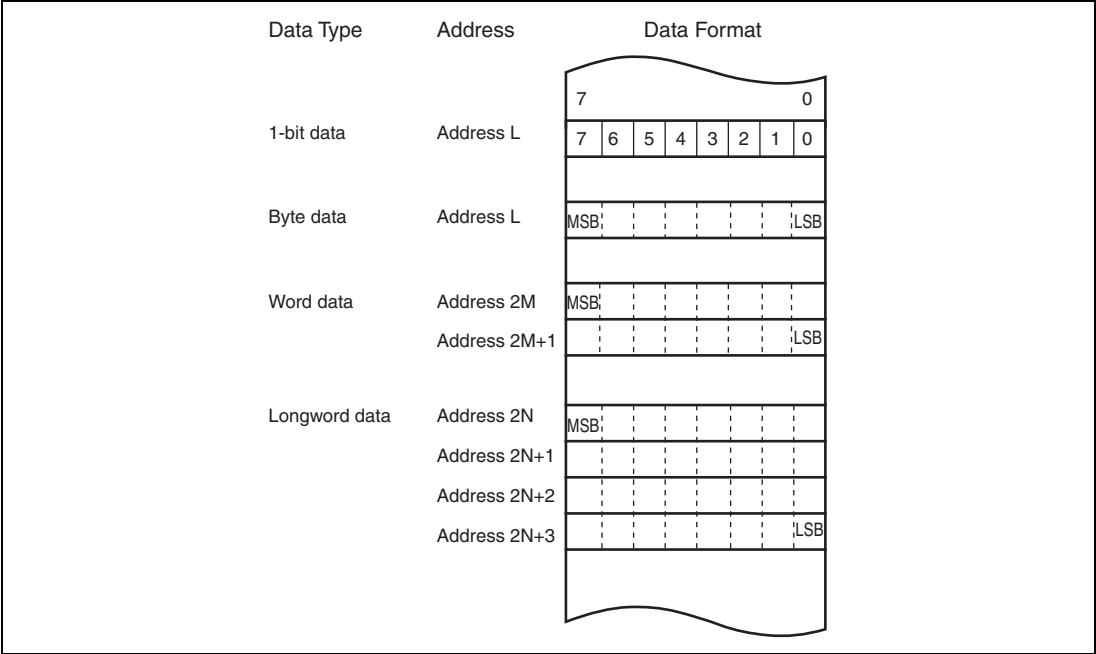 Data Type Address Data Format
7 0
1-bit data Address L 7 6 5 4 3 2 1 0
Byte data Address L MSB LSB
Word data Address 2M MSB
Address 2M+1 LSB
Longword data Address 2N MSB
Address 2N+1
Address 2N+2
Address 2N+3 LSB